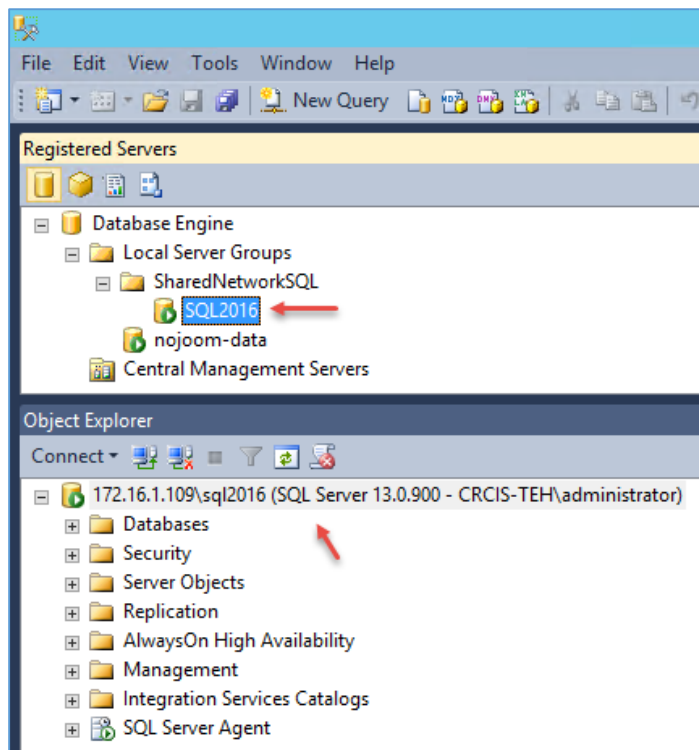 File Edit View Tools Window Help
New Query
Registered Servers
Database Engine
Local Server Groups
SharedNetworkSQL
SQL2016
nojoom-data
Central Management Servers
Object Explorer
Connect
172.16.1.109\sql2016 (SQL Server 13.0.900 - CRCIS-TEH\administrator)
Databases
Security
Server Objects
Replication
AlwaysOn High Availability
Management
Integration Services Catalogs
SQL Server Agent